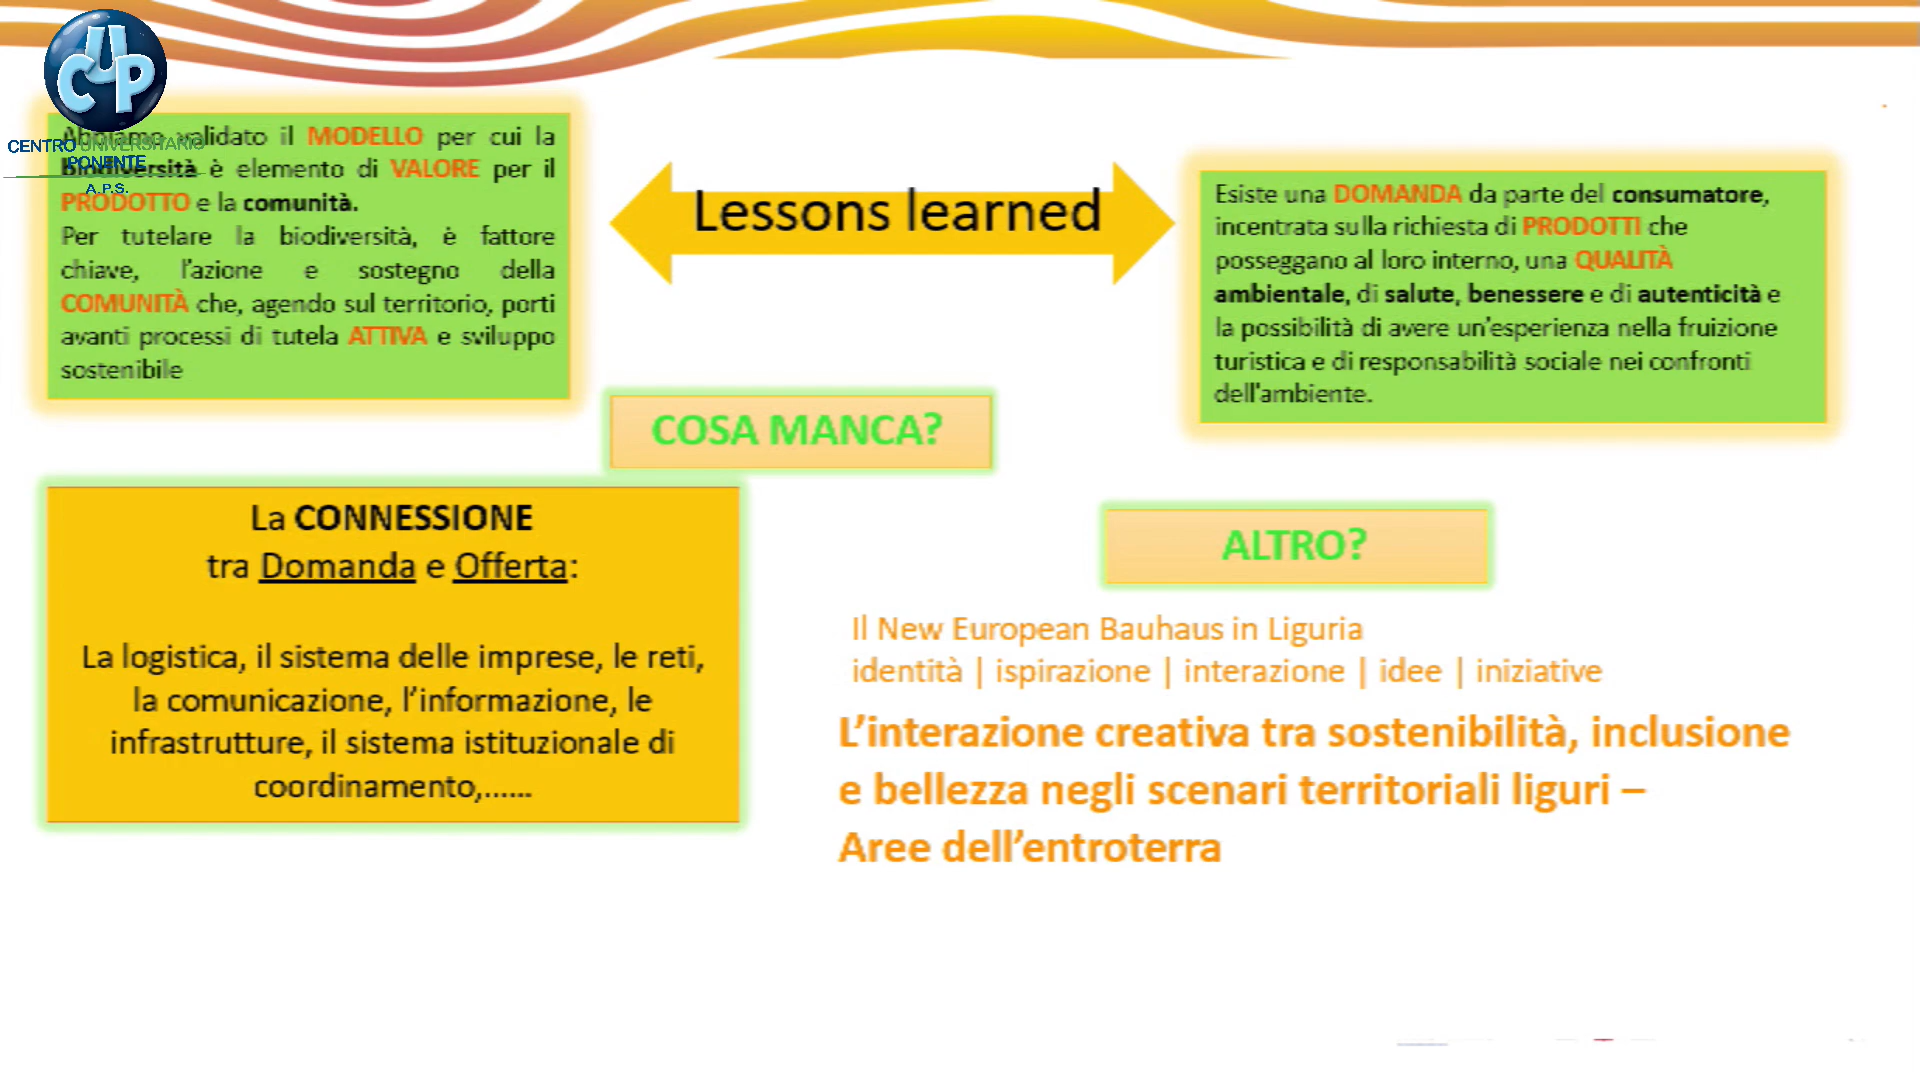 CUP
CENTRO UNIVERSITARIO
PONENTE
A.P.S.
Abbiamo validato il MODELLO per cui la
biodiversità è elemento di VALORE per il
PRODOTTO e la comunità.
Per tutelare la biodiversità, è fattore
chiave, l'azione e sostegno della
COMUNITÀ che, agendo sul territorio, porti
avanti processi di tutela ATTIVA e sviluppo
sostenibile
Lessons learned
Esiste una DOMANDA da parte del consumatore,
incentrata sulla richiesta di PRODOTTI che
posseggano al loro interno, una QUALITÀ
ambientale, di salute, benessere e di autenticità e
la possibilità di avere un'esperienza nella fruizione
turistica e di responsabilità sociale nei confronti
dell'ambiente.
COSA MANCA?
La CONNESSIONE
tra Domanda e Offerta:
La logistica, il sistema delle imprese, le reti,
la comunicazione, l'informazione, le
infrastrutture, il sistema istituzionale di
coordinamento,......
ALTRO?
Il New European Bauhaus in Liguria
identità | ispirazione | interazione | idee | iniziative
L'interazione creativa tra sostenibilità, inclusione
e bellezza negli scenari territoriali liguri –
Aree dell'entroterra